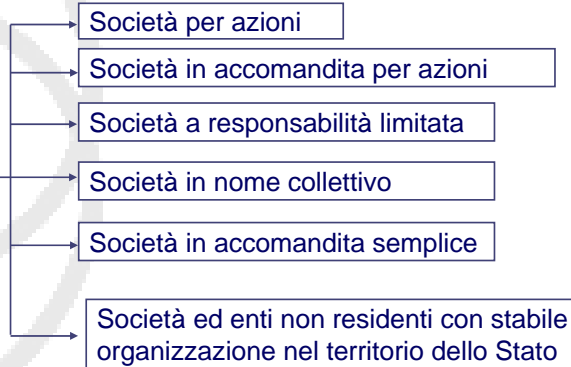 Società per azioni
Società in accomandita per azioni
Società a responsabilità limitata
Società in nome collettivo
Società in accomandita semplice
Società ed enti non residenti con stabile
organizzazione nel territorio dello Stato